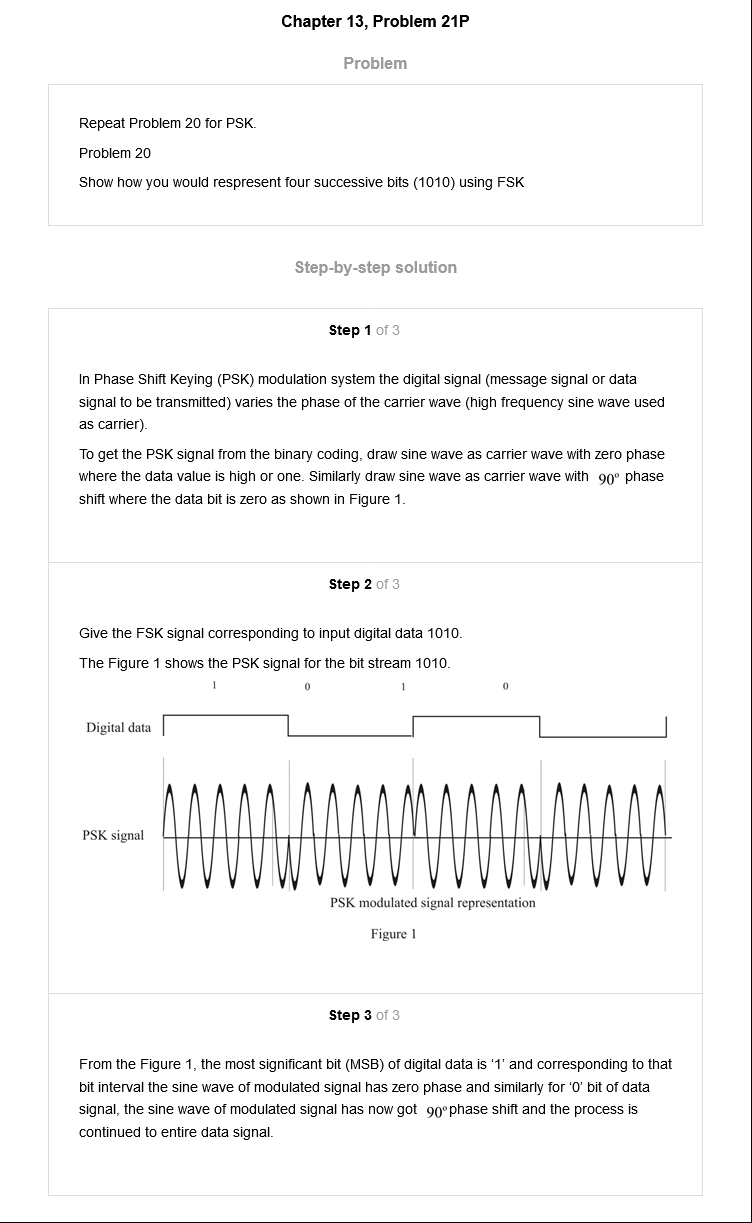 Chapter 13, Problem 21P
Problem
Repeat Problem 20 for PSK.
Problem 20
Show how you would respresent four successive bits (1010) using FSK
Step-by-step solution
Step 1 of 3
In Phase Shift Keying (PSK) modulation system the digital signal (message signal or data
signal to be transmitted) varies the phase of the carrier wave (high frequency sine wave used
as carrier).
To get the PSK signal from the binary coding, draw sine wave as carrier wave with zero phase
where the data value is high or one. Similarly draw sine wave as carrier wave with 90° phase
shift where the data bit is zero as shown in Figure 1.
Step 2 of 3
Give the FSK signal corresponding to input digital data 1010.
The Figure 1 shows the PSK signal for the bit stream 1010.
1 0 1 0
Digital data
PSK signal
PSK modulated signal representation
Figure 1
Step 3 of 3
From the Figure 1, the most significant bit (MSB) of digital data is ‘1’ and corresponding to that
bit interval the sine wave of modulated signal has zero phase and similarly for ‘0’ bit of data
signal, the sine wave of modulated signal has now got 90° phase shift and the process is
continued to entire data signal.